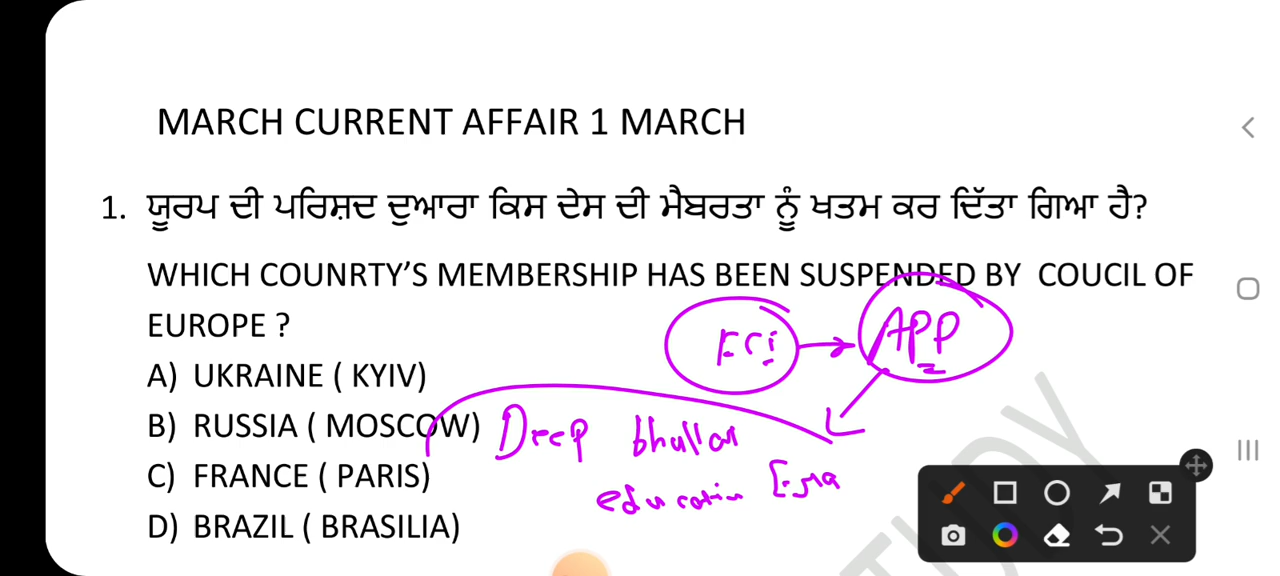 MARCH CURRENT AFFAIR 1 MARCH
1. ਯੂਰਪ ਦੀ ਪਰਿਸ਼ਦ ਦੁਆਰਾ ਕਿਸ ਦੇਸ ਦੀ ਮੈਬਰਤਾ ਨੂੰ ਖਤਮ ਕਰ ਦਿੱਤਾ ਗਿਆ ਹੈ?
WHICH COUNRTY'S MEMBERSHIP HAS BEEN SUSPENDED BY COUCIL OF
EUROPE ?
ECI → APP
A) UKRAINE ( KYIV)
B) RUSSIA ( MOSCOW)
Deep bhullar
C) FRANCE ( PARIS)
education
D) BRAZIL ( BRASILIA)